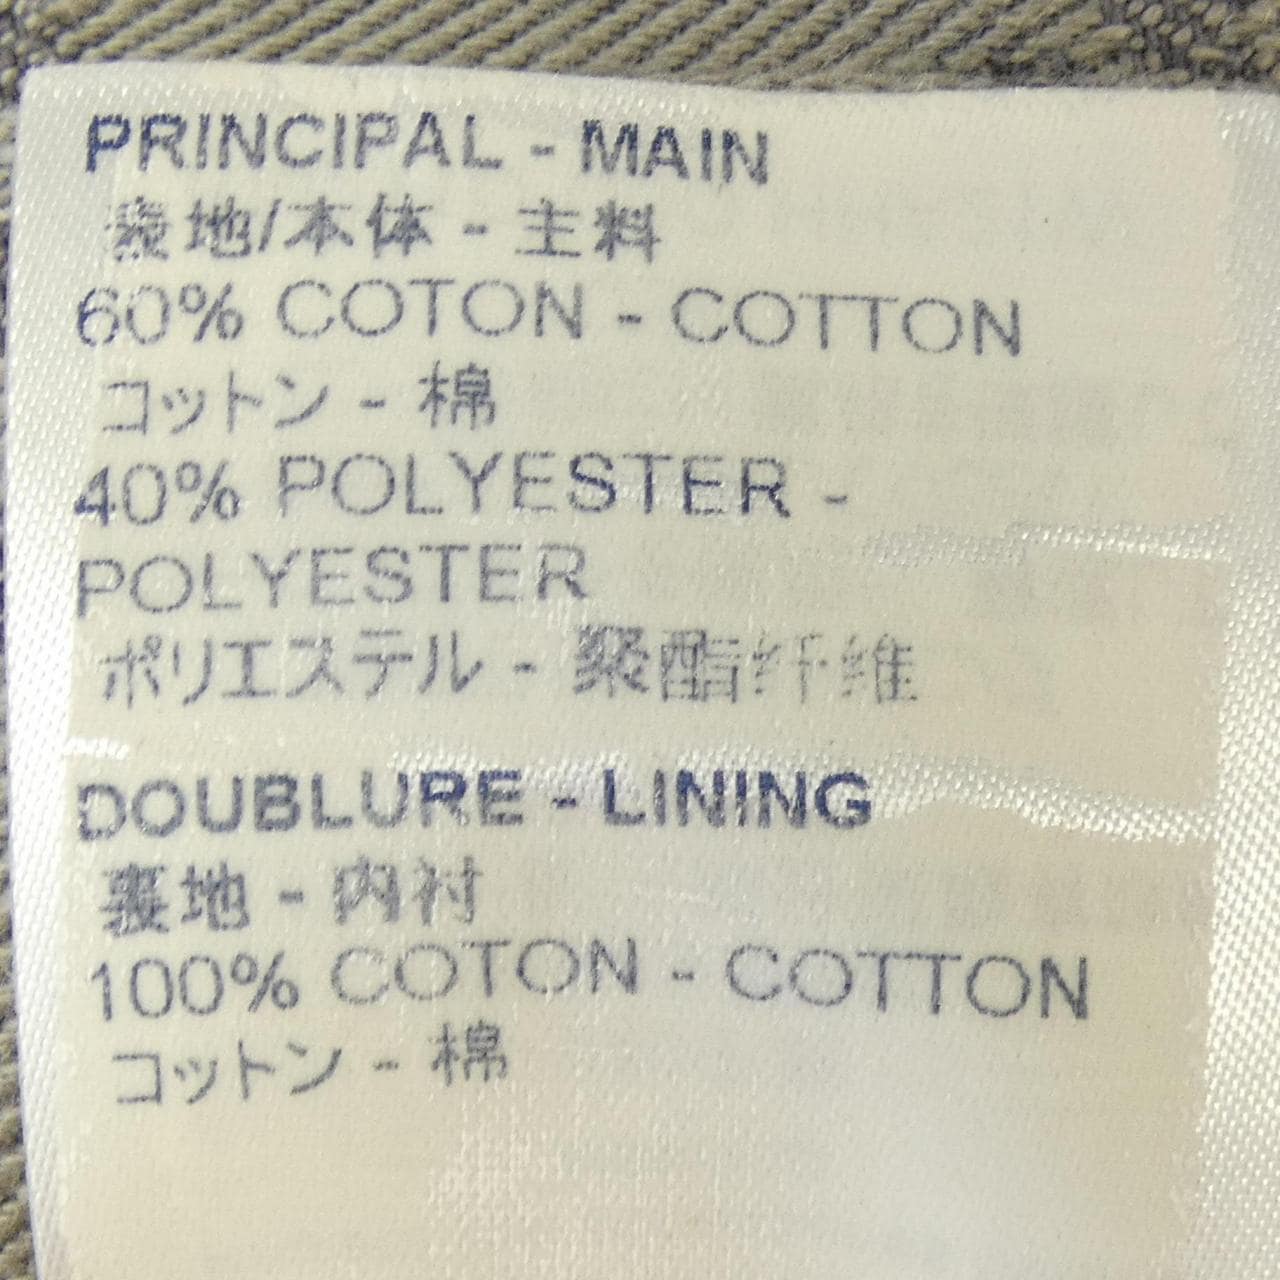 PRINCIPAL - MAIN
表地/本体 - 主料
60% COTON - COTTON
コットン - 棉
40% POLYESTER -
POLYESTER
ポリエステル - 聚酯纤维
DOUBLURE - LINING
裏地 - 内衬
100% COTON - COTTON
コットン - 棉